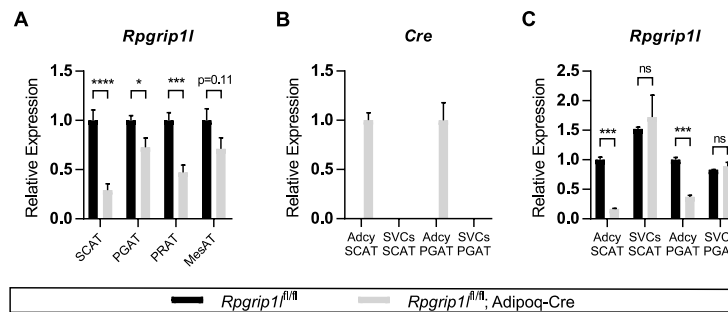 A
Rpgrip1l
Relative Expression
1.5
1.0
0.5
0.0
****
*
***
p=0.11
SCAT
PGAT
PRAT
MesAT
B
Cre
Relative Expression
1.5
1.0
0.5
0.0
Adcy SVCs Adcy SVCs
SCAT SCAT PGAT PGAT
C
Rpgrip1l
Relative Expression
2.5
2.0
1.5
1.0
0.5
0.0
***
ns
***
ns
Adcy SVCs Adcy SVC
SCAT SCAT PGAT PGA
Rpgrip1l fl/fl
Rpgrip1l fl/fl; Adipoq-Cre